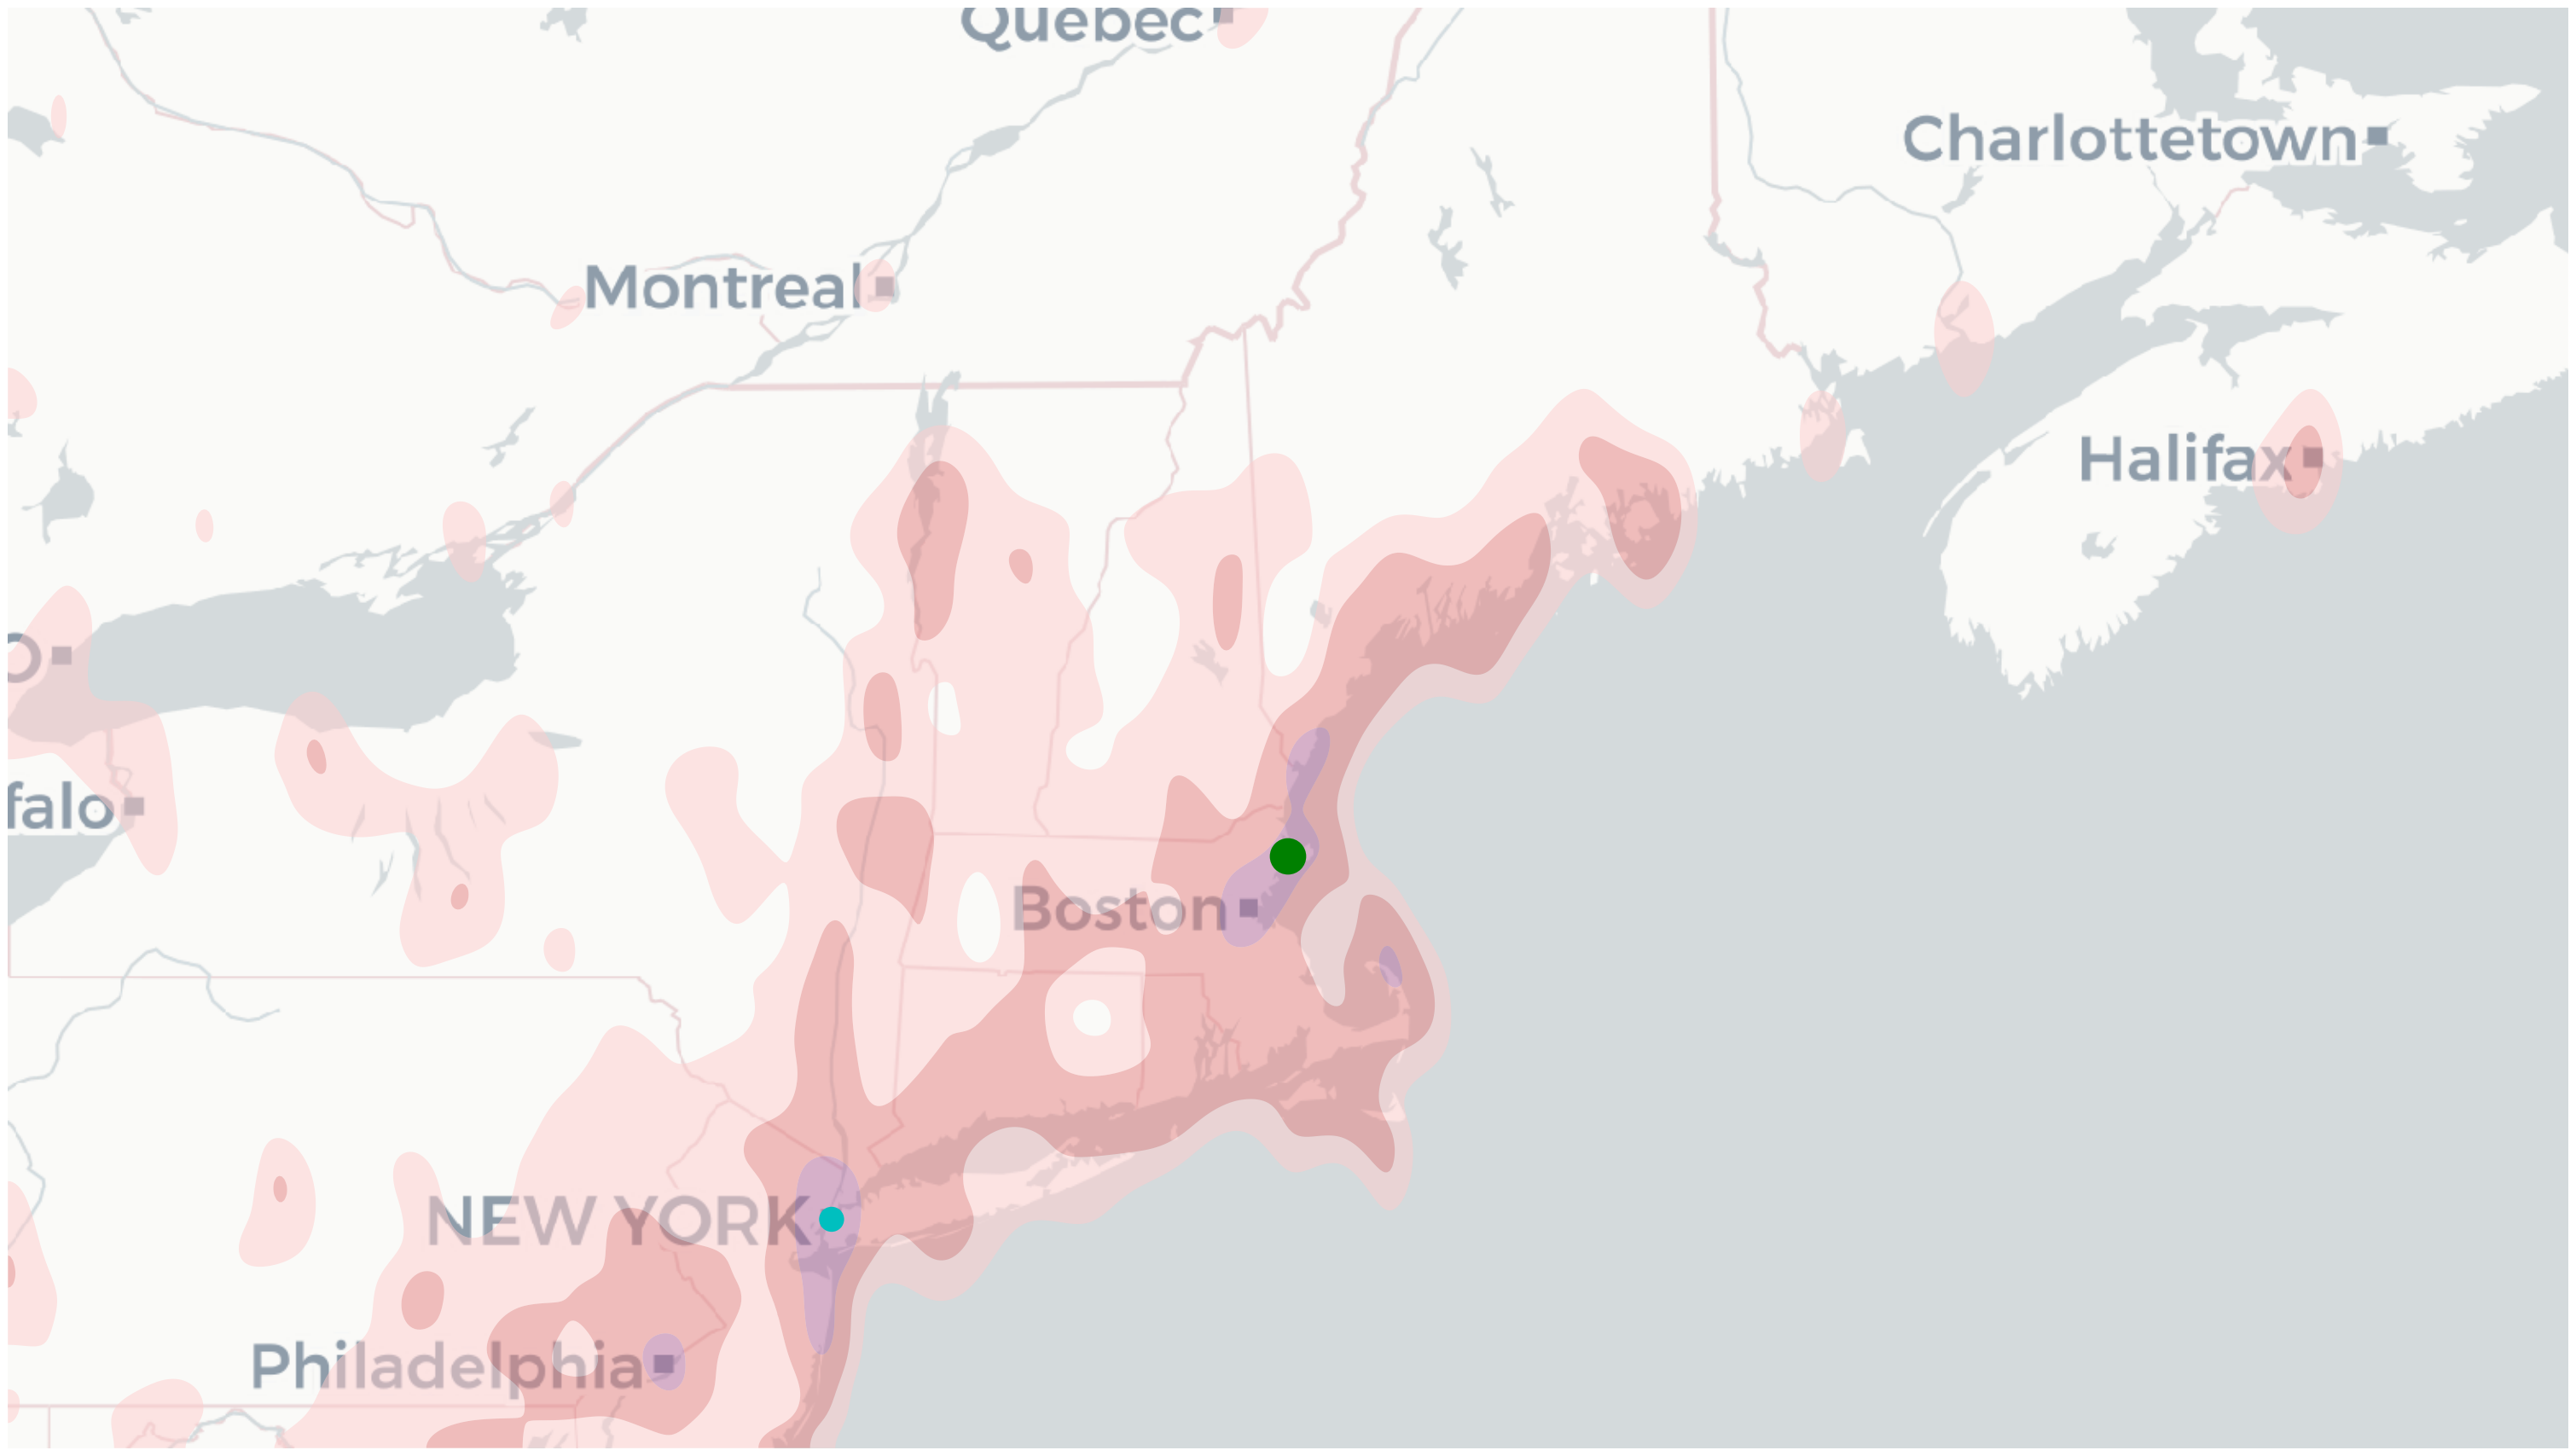 Quebec
Charlottetown
Montreal
Halifax
O
falo
Boston
NEW YORK
Philadelphia